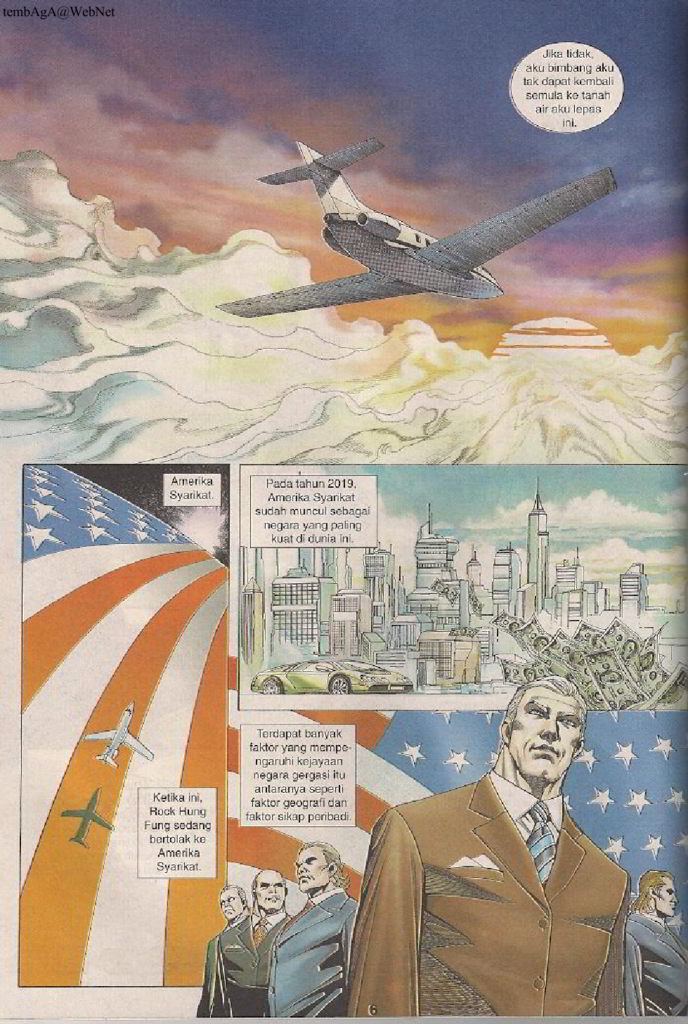 tembAgA@WebNet
Jika tidak,
aku bimbang aku
tak dapat kembali
semula ke tanah
air aku lepas
ini.
Amerika
Syarikat.
Pada tahun 2019,
Amerika Syarikat
sudah muncul sebagai
negara yang paling
kuat di dunia ini.
Terdapat banyak
faktor yang mempe-
ngaruhi kejayaan
negara gergasi itu
antaranya seperti
faktor geografi dan
faktor sikap peribadi.
Ketika ini,
Rock Hung
Fung sedang
bertolak ke
Amerika
Syarikat.
6